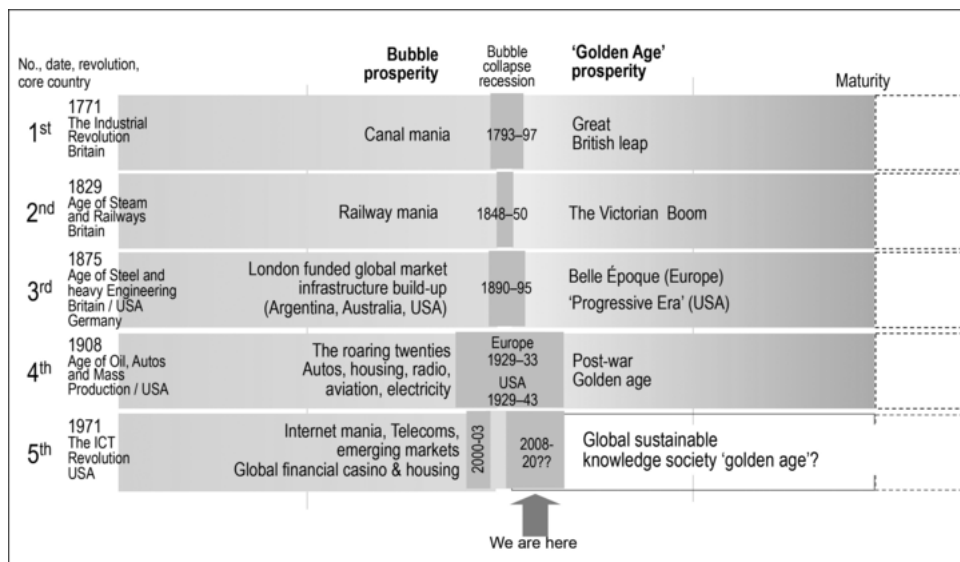 No., date, revolution,
core country
Bubble
prosperity
Bubble
collapse
recession
‘Golden Age’
prosperity
Maturity
1st
1771
The Industrial
Revolution
Britain
Canal mania
1793–97
Great
British leap
2nd
1829
Age of Steam
and Railways
Britain
Railway mania
1848–50
The Victorian Boom
3rd
1875
Age of Steel and
heavy Engineering
Britain / USA
Germany
London funded global market
infrastructure build-up
(Argentina, Australia, USA)
1890–95
Belle Époque (Europe)
‘Progressive Era’ (USA)
4th
1908
Age of Oil, Autos
and Mass
Production / USA
The roaring twenties
Autos, housing, radio,
aviation, electricity
Europe
1929–33
USA
1929–43
Post-war
Golden age
5th
1971
The ICT
Revolution
USA
Internet mania, Telecoms,
emerging markets
Global financial casino & housing
2000-03
2008-
20??
Global sustainable
knowledge society ‘golden age’?
We are here